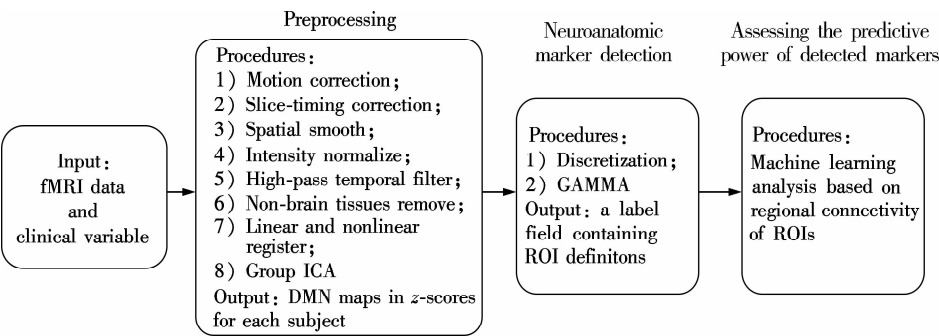 Preprocessing
Neuroanatomic
marker detection
Assessing the predictive
power of detected markers
Input:
fMRI data
and
clinical variable
Procedures:
1) Motion correction;
2) Slice-timing correction;
3) Spatial smooth;
4) Intensity normalize;
5) High-pass temporal filter;
6) Non-brain tissues remove;
7) Linear and nonlinear
register;
8) Group ICA
Output: DMN maps in z-scores
for each subject
Procedures:
1) Discretization;
2) GAMMA
Output: a label
field containing
ROI definitons
Procedures:
Machine learning
analysis based on
regional conncctivity
of ROIs